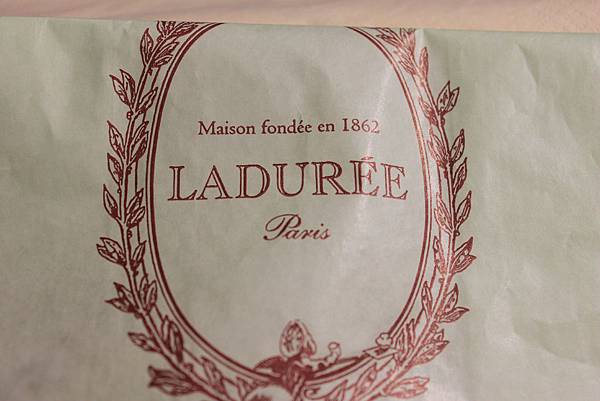 Maison fondée en 1862
LADURÉE
Paris